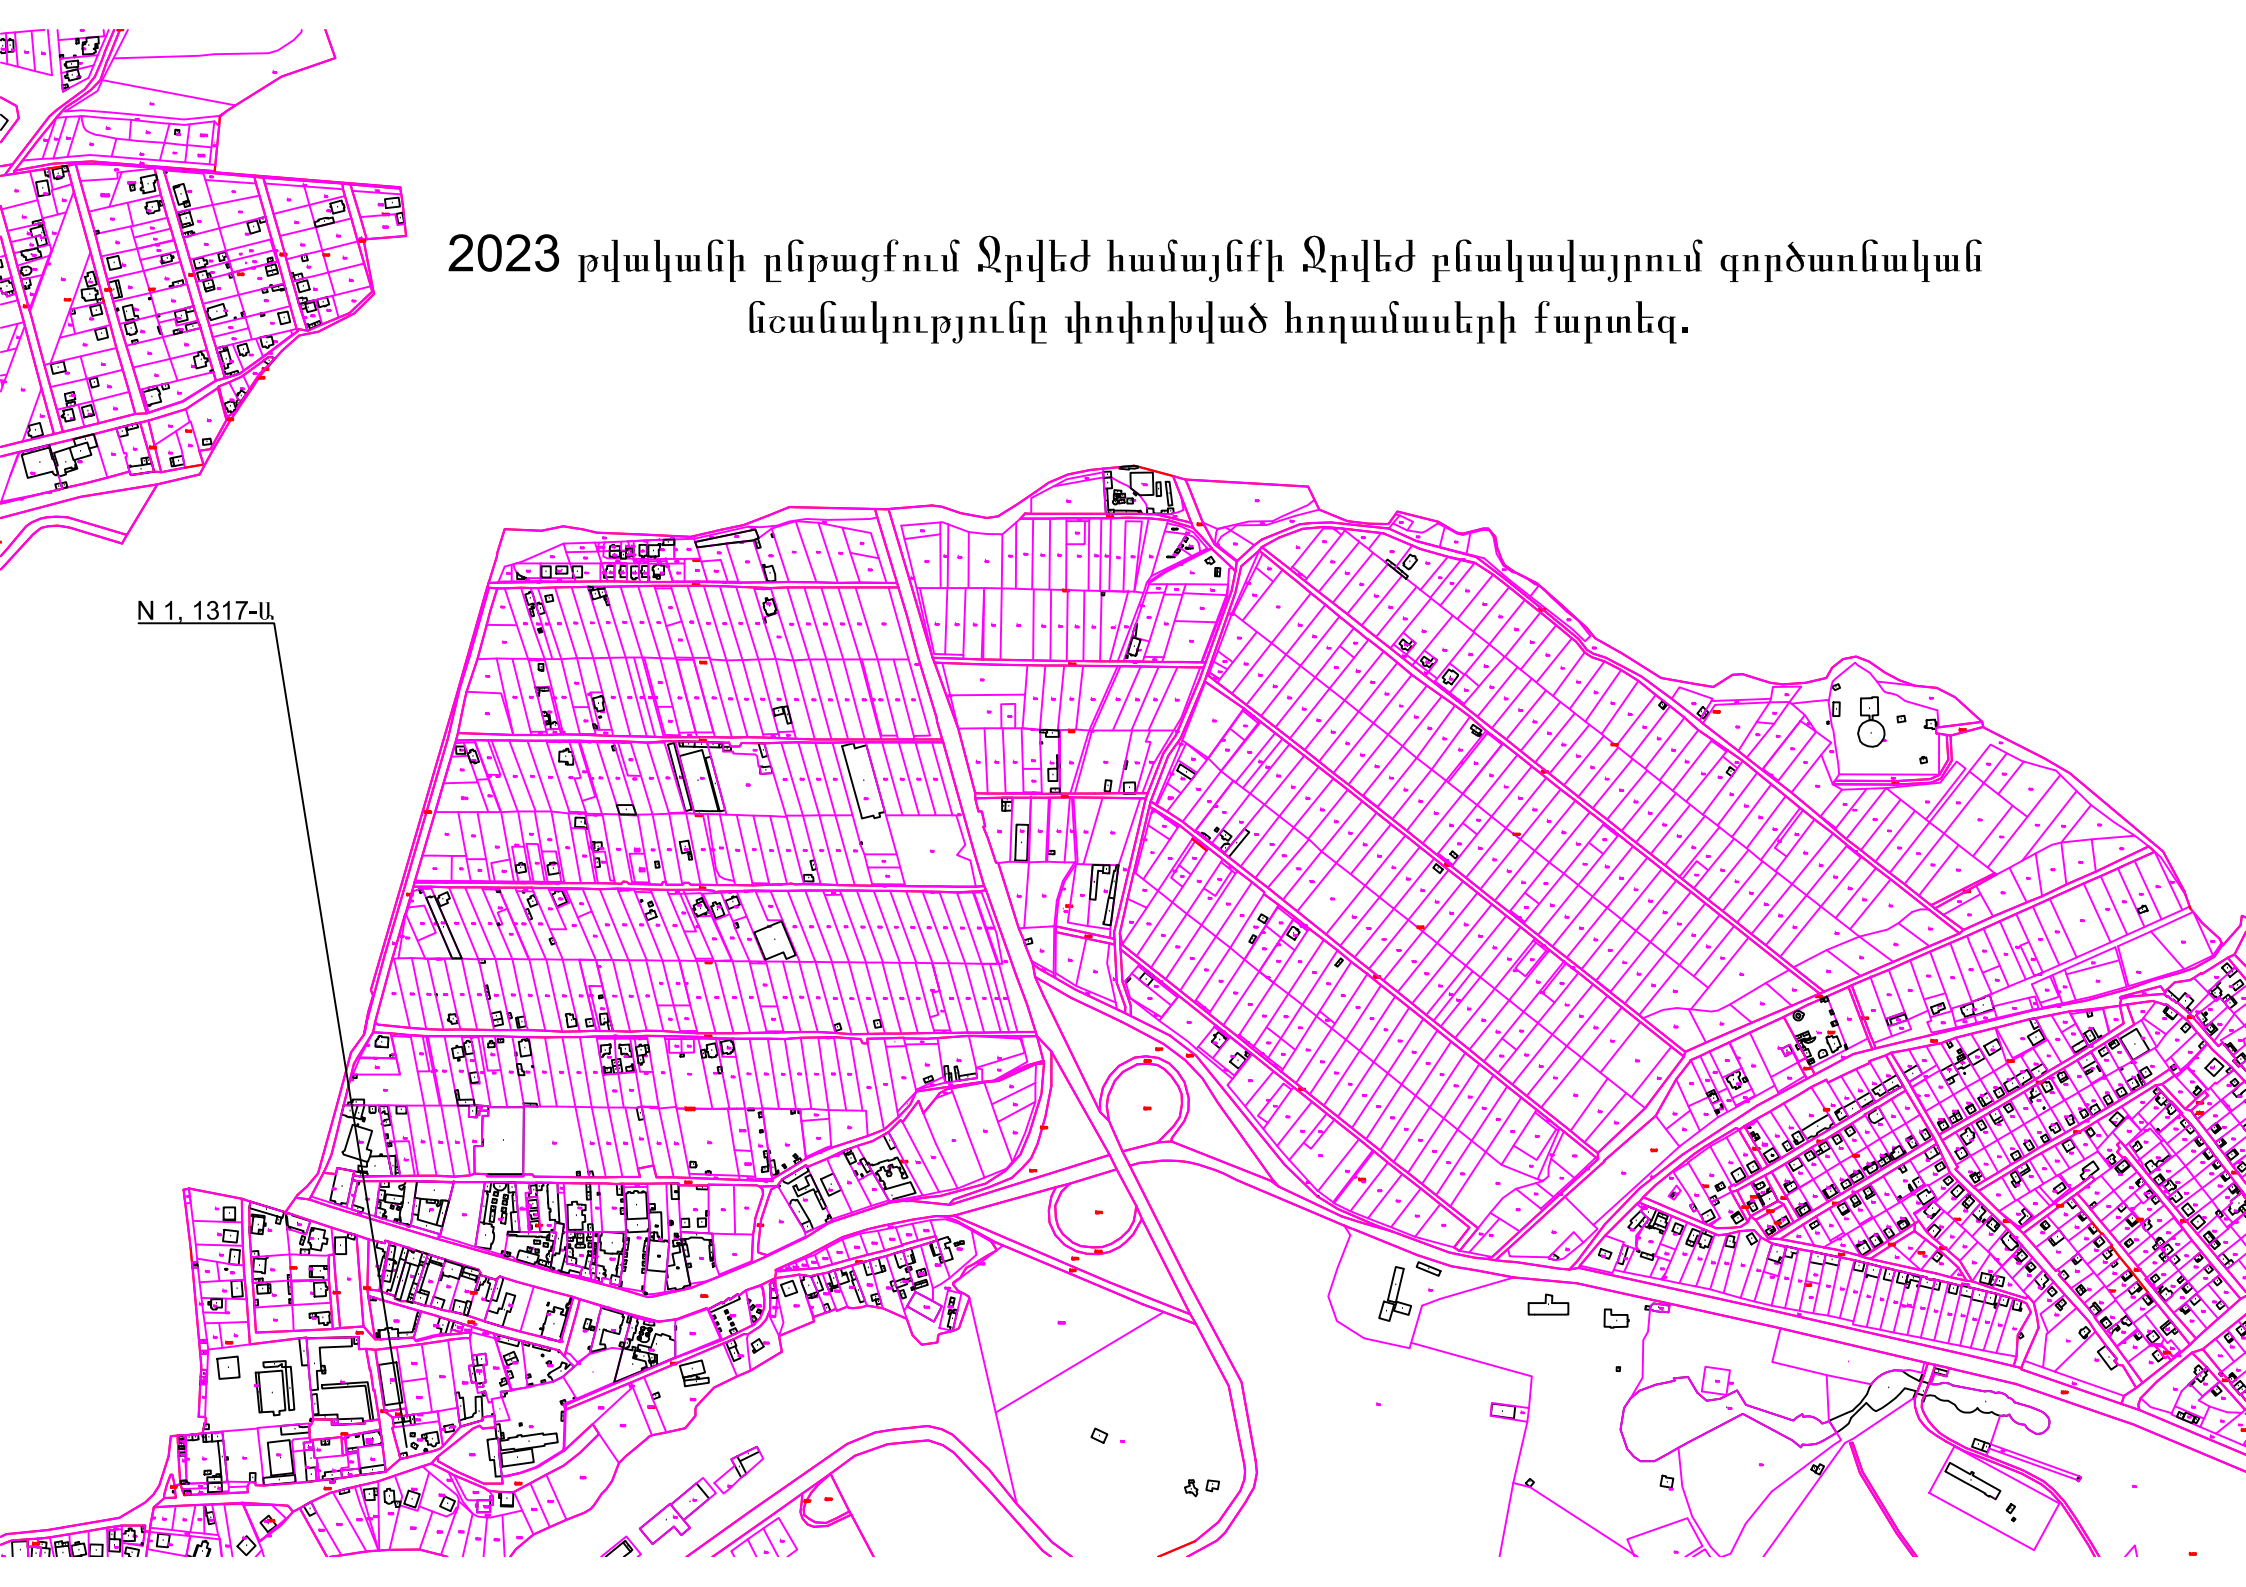 2023 թվականի ընթացքում Ջրվեժ համայնքի Ջրվեժ բնակավայրում գործառնական
նշանակությունը փոփոխված հողամասերի քարտեզ.
N 1, 1317-Ա